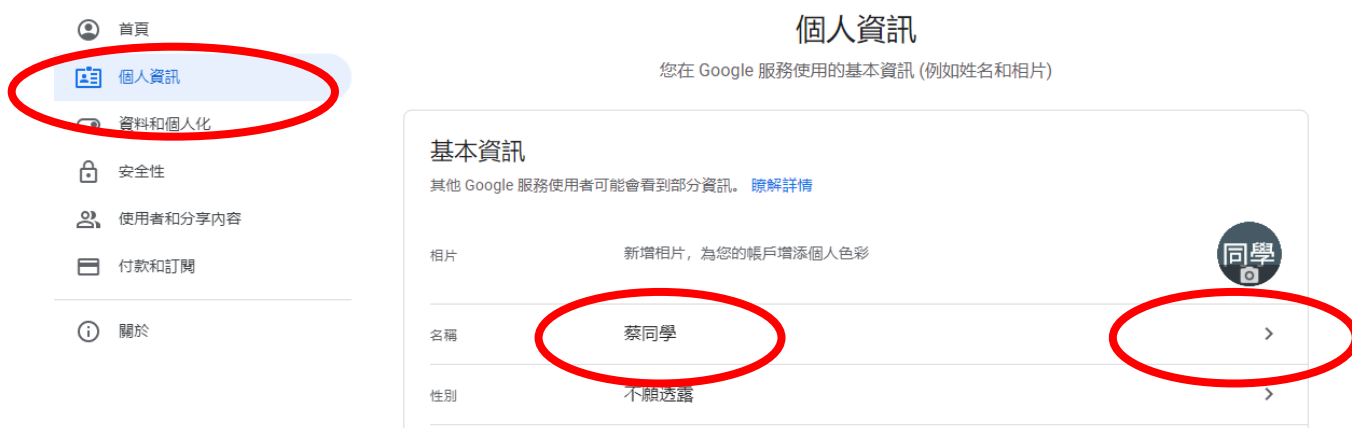 首頁
個人資訊
資料和個人化
安全性
使用者和分享內容
付款和訂閱
關於
個人資訊
您在 Google 服務使用的基本資訊 (例如姓名和相片)
基本資訊
其他 Google 服務使用者可能會看到部分資訊。 瞭解詳情
相片 新增相片，為您的帳戶增添個人色彩 同學
名稱 蔡同學
性別 不願透露